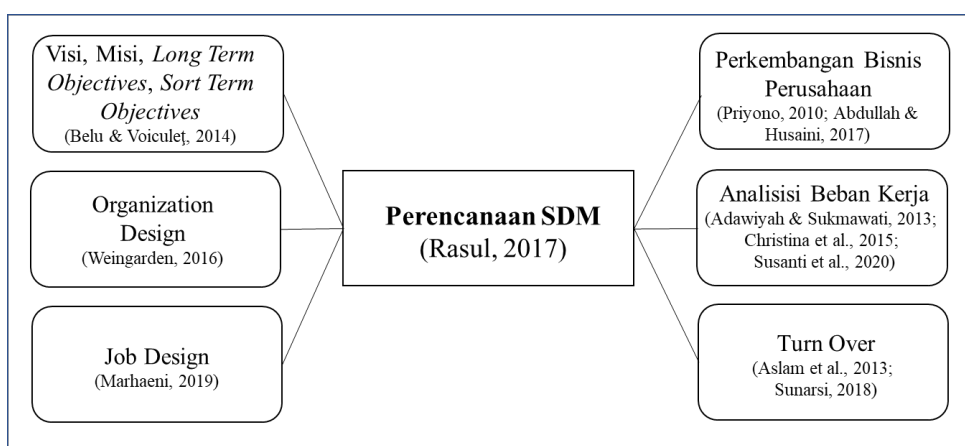 Visi, Misi, Long Term
Objectives, Sort Term
Objectives
(Belu & Voiculeţ, 2014)
Organization
Design
(Weingarden, 2016)
Job Design
(Marhaeni, 2019)
Perencanaan SDM
(Rasul, 2017)
Perkembangan Bisnis
Perusahaan
(Priyono, 2010; Abdullah &
Husaini, 2017)
Analisisi Beban Kerja
(Adawiyah & Sukmawati, 2013;
Christina et al., 2015;
Susanti et al., 2020)
Turn Over
(Aslam et al., 2013;
Sunarsi, 2018)